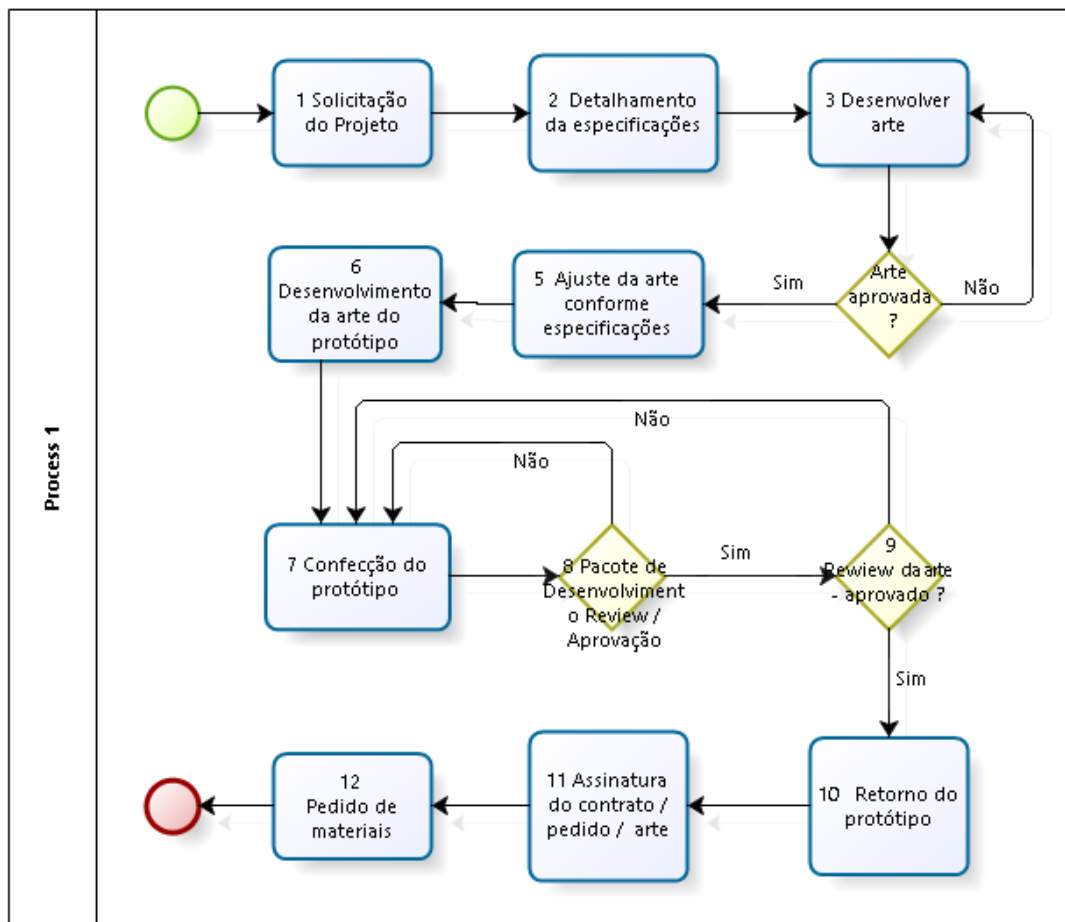 Process 1
1 Solicitação
do Projeto
2 Detalhamento
da especificações
3 Desenvolver
arte
Arte
aprovada
?
Não
Sim
5 Ajuste da arte
conforme
especificações
6
Desenvolvimento
da arte do
protótipo
Não
Não
7 Confecção do
protótipo
8 Pacote de
Desenvolviment
o Review /
Aprovação
Sim
9
Rewiew da arte
- aprovado ?
Sim
10 Retorno do
protótipo
11 Assinatura
do contrato /
pedido / arte
12
Pedido de
materiais